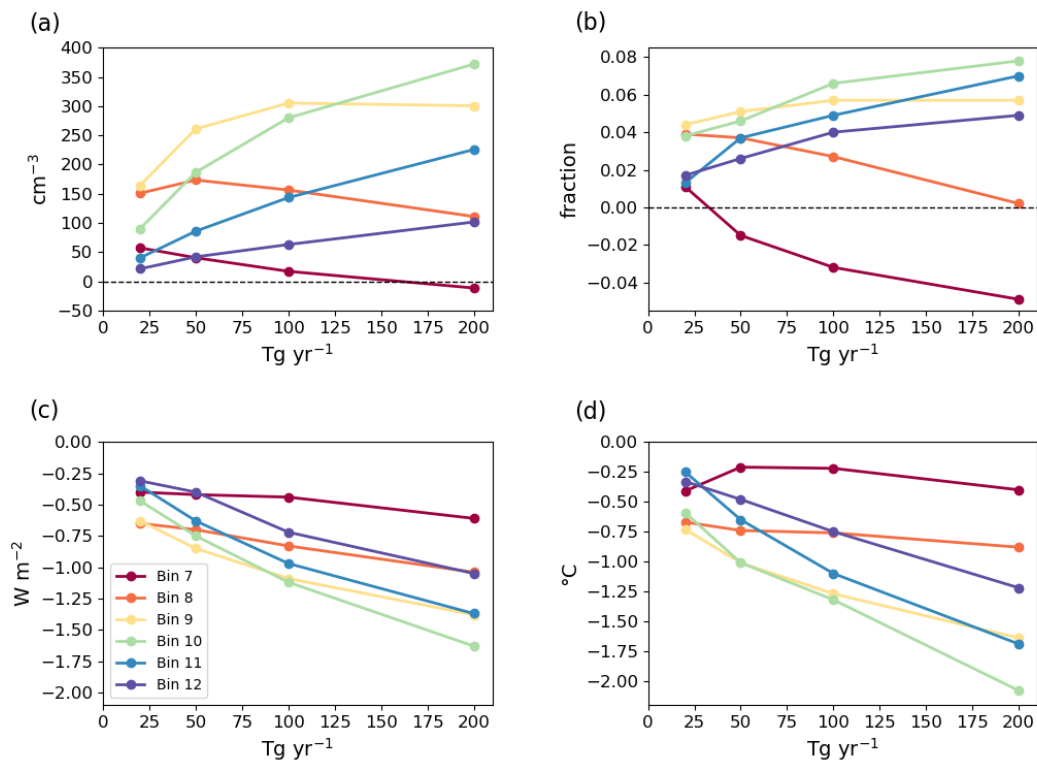 (a)
400
350
300
250
200
150
100
50
0
−50
cm⁻³
0 25 50 75 100 125 150 175 200
Tg yr⁻¹
(b)
0.08
0.06
0.04
0.02
0.00
−0.02
−0.04
fraction
0 25 50 75 100 125 150 175 200
Tg yr⁻¹
(c)
0.00
−0.25
−0.50
−0.75
−1.00
−1.25
−1.50
−1.75
−2.00
W m⁻²
Bin 7
Bin 8
Bin 9
Bin 10
Bin 11
Bin 12
0 25 50 75 100 125 150 175 200
Tg yr⁻¹
(d)
0.00
−0.25
−0.50
−0.75
−1.00
−1.25
−1.50
−1.75
−2.00
°C
0 25 50 75 100 125 150 175 200
Tg yr⁻¹